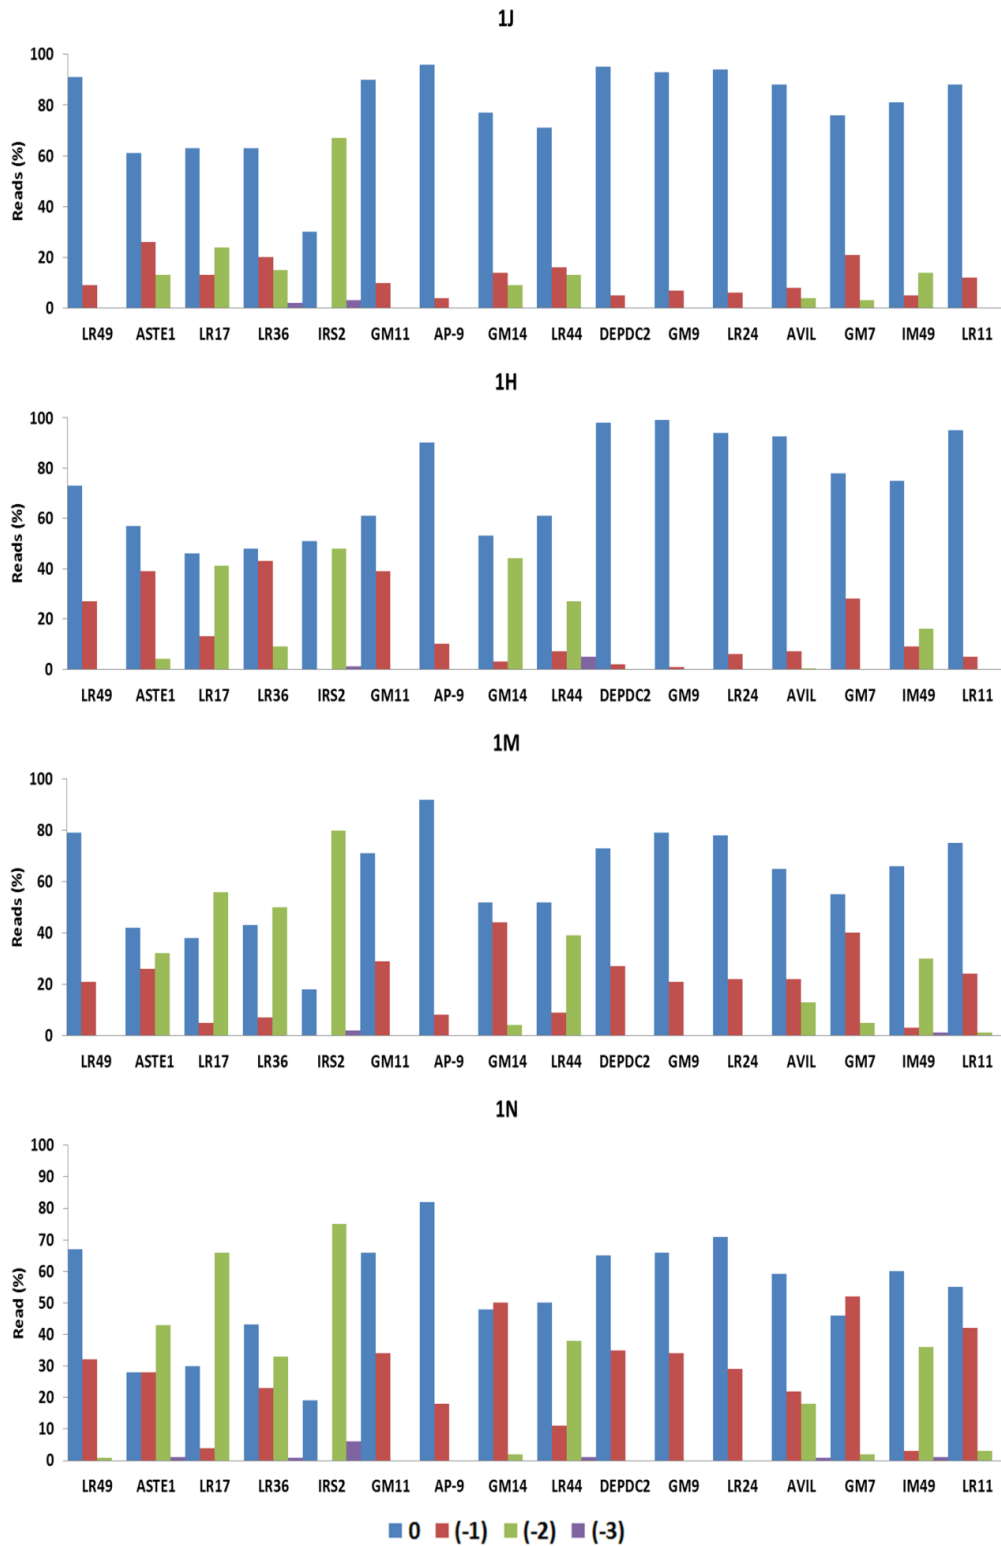 1J
100
80
60
40
20
0
Reads (%)
LR49 ASTE1 LR17 LR36 IRS2 GM11 AP-9 GM14 LR44 DEPDC2 GM9 LR24 AVIL GM7 IM49 LR11
1H
100
80
60
40
20
0
Reads (%)
LR49 ASTE1 LR17 LR36 IRS2 GM11 AP-9 GM14 LR44 DEPDC2 GM9 LR24 AVIL GM7 IM49 LR11
1M
100
80
60
40
20
0
Reads (%)
LR49 ASTE1 LR17 LR36 IRS2 GM11 AP-9 GM14 LR44 DEPDC2 GM9 LR24 AVIL GM7 IM49 LR11
1N
100
90
80
70
60
50
40
30
20
10
0
Read (%)
LR49 ASTE1 LR17 LR36 IRS2 GM11 AP-9 GM14 LR44 DEPDC2 GM9 LR24 AVIL GM7 IM49 LR11
0 (-1) (-2) (-3)